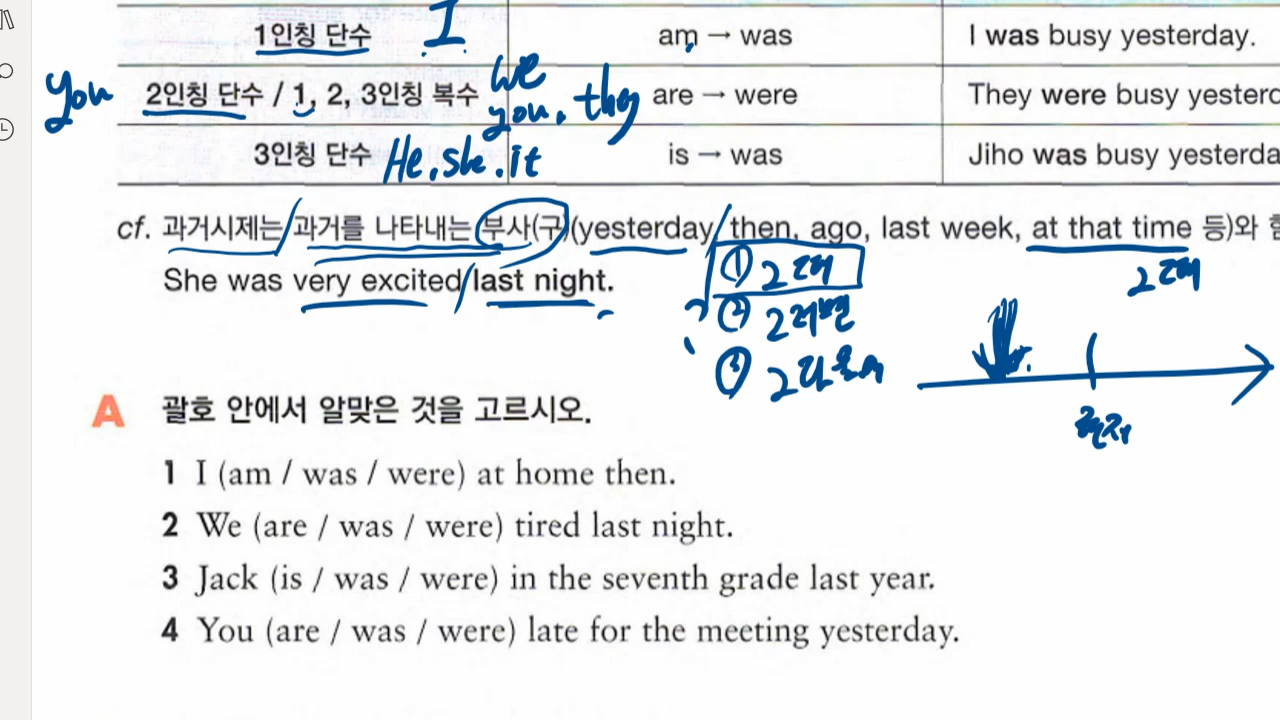 1인칭 단수 I am → was I was busy yesterday.
you 2인칭 단수 / 1, 2, 3인칭 복수 we you, they are → were They were busy yesterd
3인칭 단수 He, she, it is → was Jiho was busy yesterda
cf. 과거시제는/과거를 나타내는 부사(구)(yesterday/then, ago, last week, at that time 등)와 함
She was very excited/last night.
① 그때 그때
② 그러면
③ 그 다음에
현재
A 괄호 안에서 알맞은 것을 고르시오.
1 I (am / was / were) at home then.
2 We (are / was / were) tired last night.
3 Jack (is / was / were) in the seventh grade last year.
4 You (are / was / were) late for the meeting yesterday.